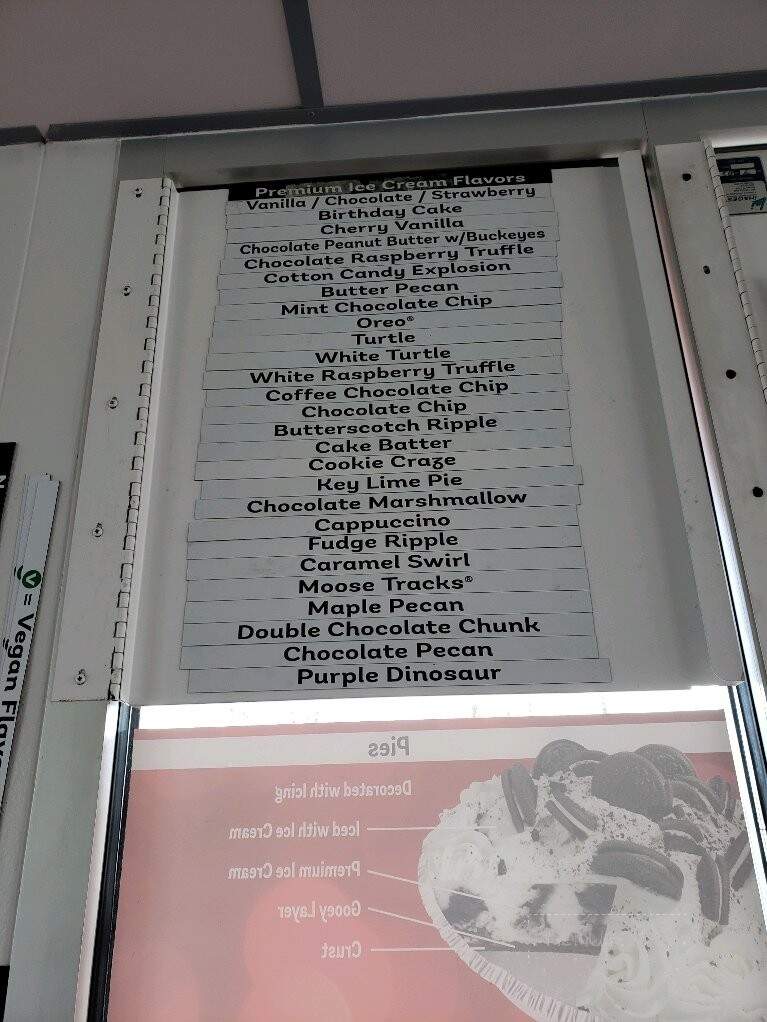 Premium Ice Cream Flavors
Vanilla / Chocolate / Strawberry
Birthday Cake
Cherry Vanilla
Chocolate Peanut Butter w/Buckeyes
Chocolate Raspberry Truffle
Cotton Candy Explosion
Butter Pecan
Mint Chocolate Chip
Oreo®
Turtle
White Turtle
White Raspberry Truffle
Coffee Chocolate Chip
Chocolate Chip
Butterscotch Ripple
Cake Batter
Cookie Craze
Key Lime Pie
Chocolate Marshmallow
Cappuccino
Fudge Ripple
Caramel Swirl
Moose Tracks®
Maple Pecan
Double Chocolate Chunk
Chocolate Pecan
Purple Dinosaur
V = Vegan
Pies
Decorated with Icing
Iced with Ice Cream
Premium Ice Cream
Gooey Layer
Crust